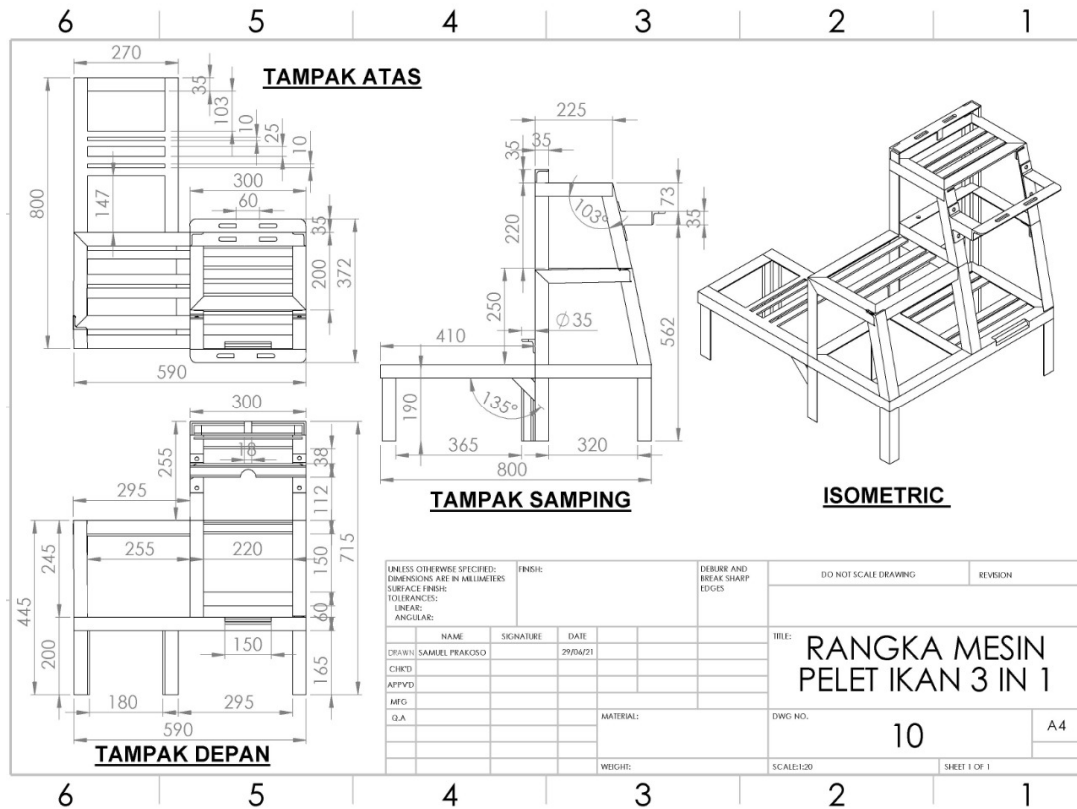 6 5 4 3 2 1
TAMPAK ATAS
270
35
103
10
25
10
800
147
300
60
35
200
372
590
TAMPAK SAMPING
225
35
35
220
103°
73
35
250
Ø35
562
410
190
135°
365
320
800
ISOMETRIC
TAMPAK DEPAN
300
255
18
38
112
295
255
220
150
715
245
445
60
200
150
165
180
295
590
UNLESS OTHERWISE SPECIFIED:
DIMENSIONS ARE IN MILLIMETERS
SURFACE FINISH:
TOLERANCES:
LINEAR:
ANGULAR:
FINISH:
DEBURR AND
BREAK SHARP
EDGES
DO NOT SCALE DRAWING
REVISION
NAME SIGNATURE DATE
DRAWN SAMUEL PRAKOSO 29/06/21
CHK'D
APPV'D
MFG
Q.A
MATERIAL:
WEIGHT:
TITLE:
RANGKA MESIN
PELET IKAN 3 IN 1
DWG NO.
10
A4
SCALE:1:20
SHEET 1 OF 1
6 5 4 3 2 1